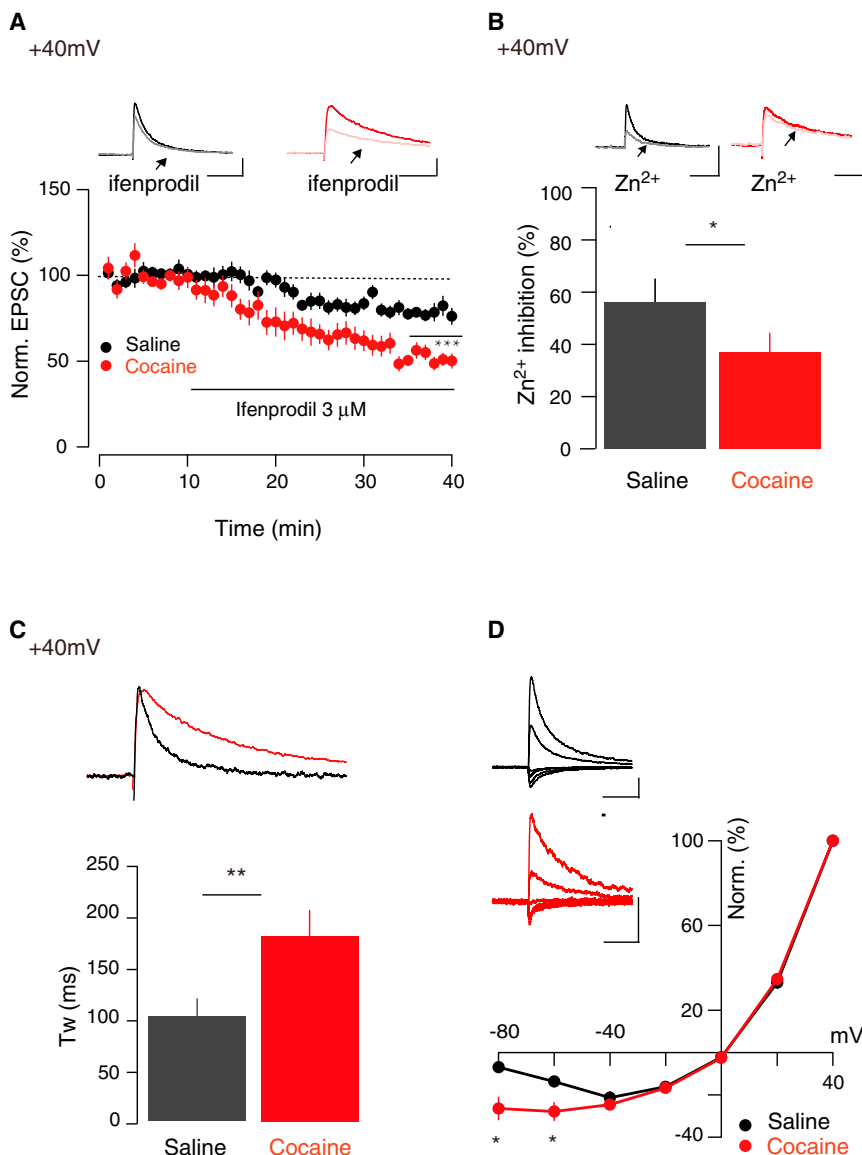 A
+40mV
ifenprodil
ifenprodil
150
100
50
0
Norm. EPSC (%)
Saline
Cocaine
***
Ifenprodil 3 μM
0
10
20
30
40
Time (min)
B
+40mV
Zn2+
Zn2+
100
80
60
40
20
0
Zn2+ inhibition (%)
*
Saline
Cocaine
C
+40mV
250
200
150
100
50
0
Tw (ms)
**
Saline
Cocaine
D
Norm. (%)
100
60
20
-40
-80
-40
mV
40
*
*
Saline
Cocaine